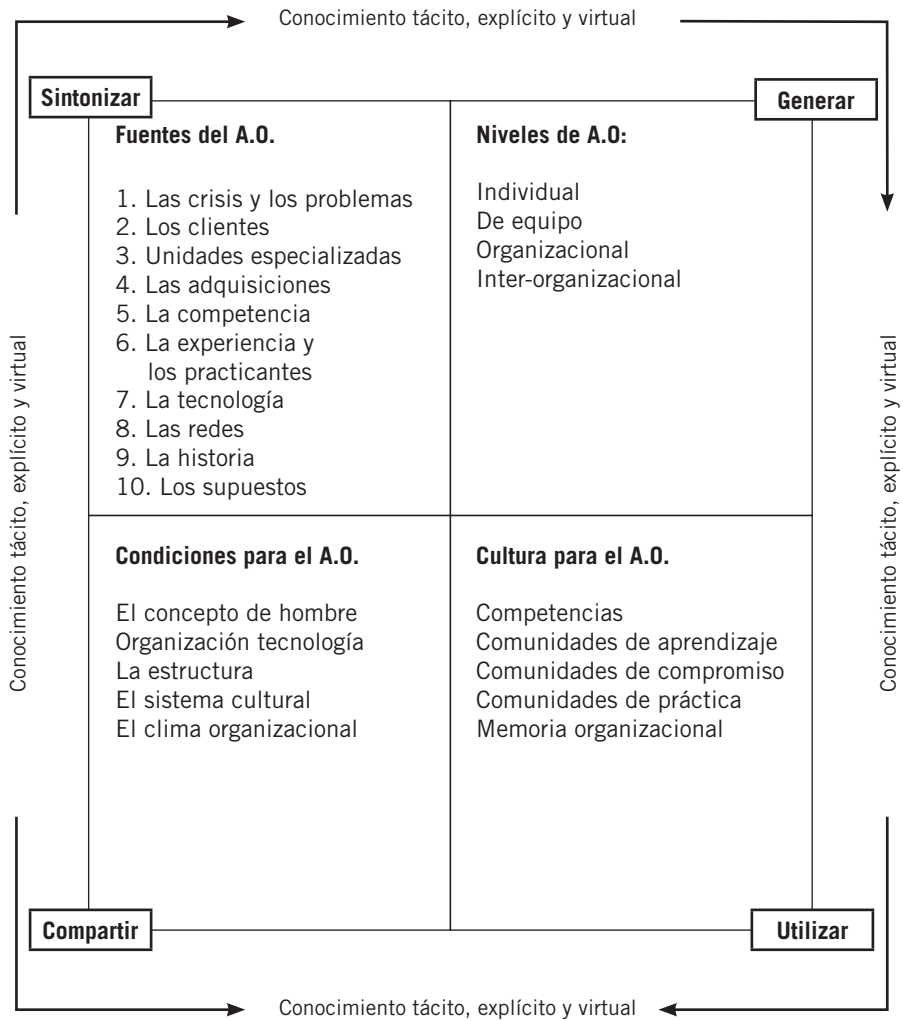 Conocimiento tácito, explícito y virtual
Sintonizar
Generar
Fuentes del A.O.
1. Las crisis y los problemas
2. Los clientes
3. Unidades especializadas
4. Las adquisiciones
5. La competencia
6. La experiencia y
los practicantes
7. La tecnología
8. Las redes
9. La historia
10. Los supuestos
Niveles de A.O:
Individual
De equipo
Organizacional
Inter-organizacional
Conocimiento tácito, explícito y virtual
Conocimiento tácito, explícito y virtual
Condiciones para el A.O.
El concepto de hombre
Organización tecnología
La estructura
El sistema cultural
El clima organizacional
Cultura para el A.O.
Competencias
Comunidades de aprendizaje
Comunidades de compromiso
Comunidades de práctica
Memoria organizacional
Compartir
Utilizar
Conocimiento tácito, explícito y virtual